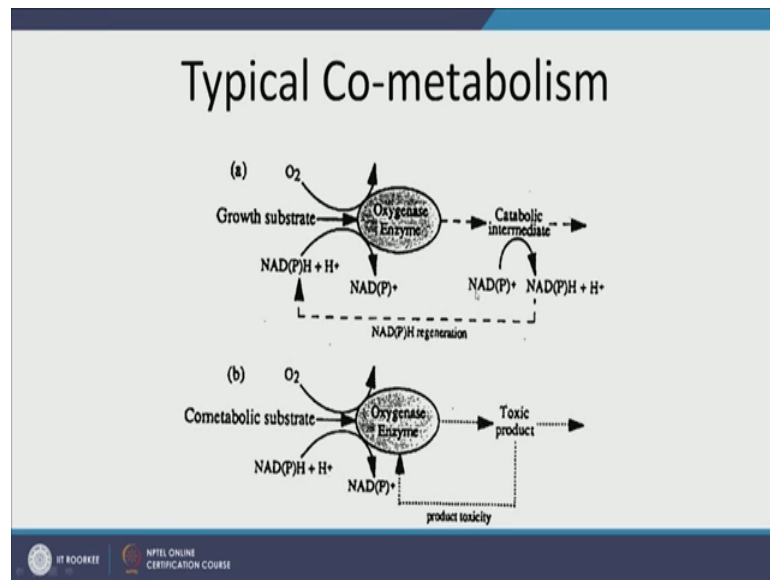 Typical Co-metabolism
(a)
O2
Growth substrate
Oxygenase
Enzyme
Catabolic
intermediate
NAD(P)H + H+
NAD(P)+
NAD(P)+
NAD(P)H + H+
NAD(P)H regeneration
(b)
O2
Cometabolic substrate
Oxygenase
Enzyme
Toxic
product
NAD(P)H + H+
NAD(P)+
product toxicity
IIT ROORKEE
NPTEL ONLINE
CERTIFICATION COURSE